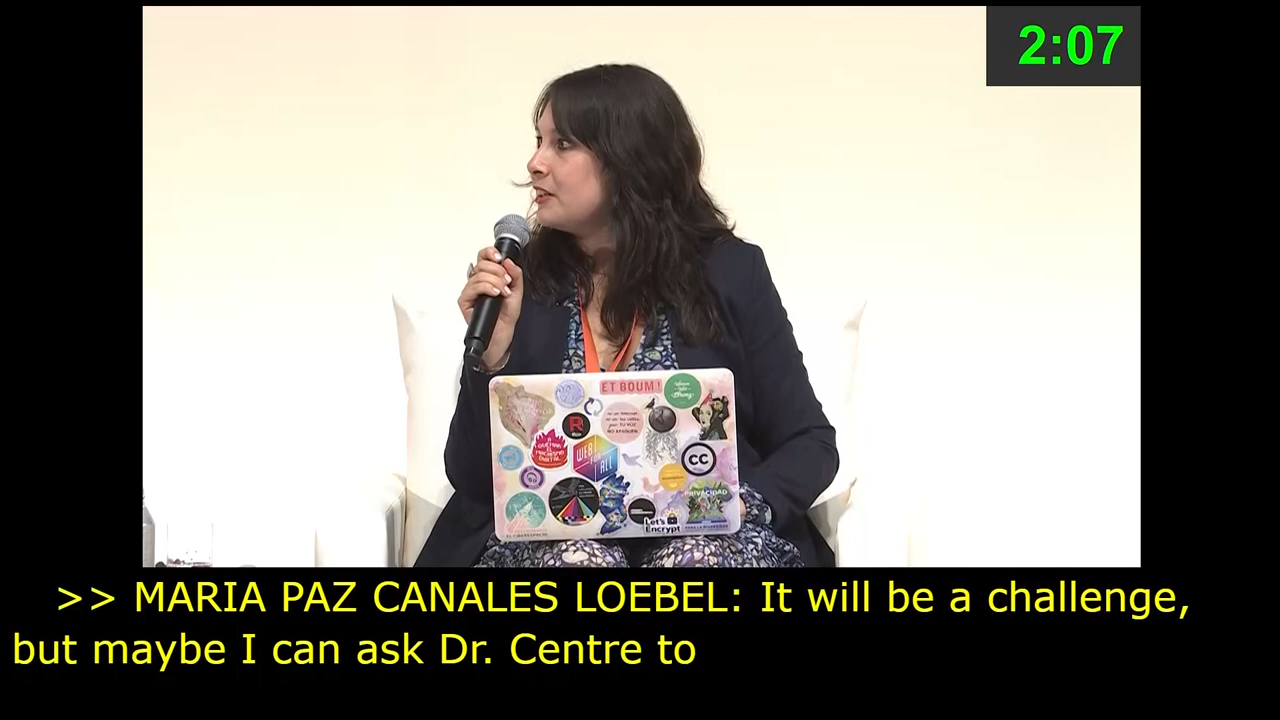 2:07
ET BOUM !
NO
WEB
FOR
ALL
CC
PRIVACIDAD
Let's
Encrypt
>> MARIA PAZ CANALES LOEBEL: It will be a challenge,
but maybe I can ask Dr. Centre to